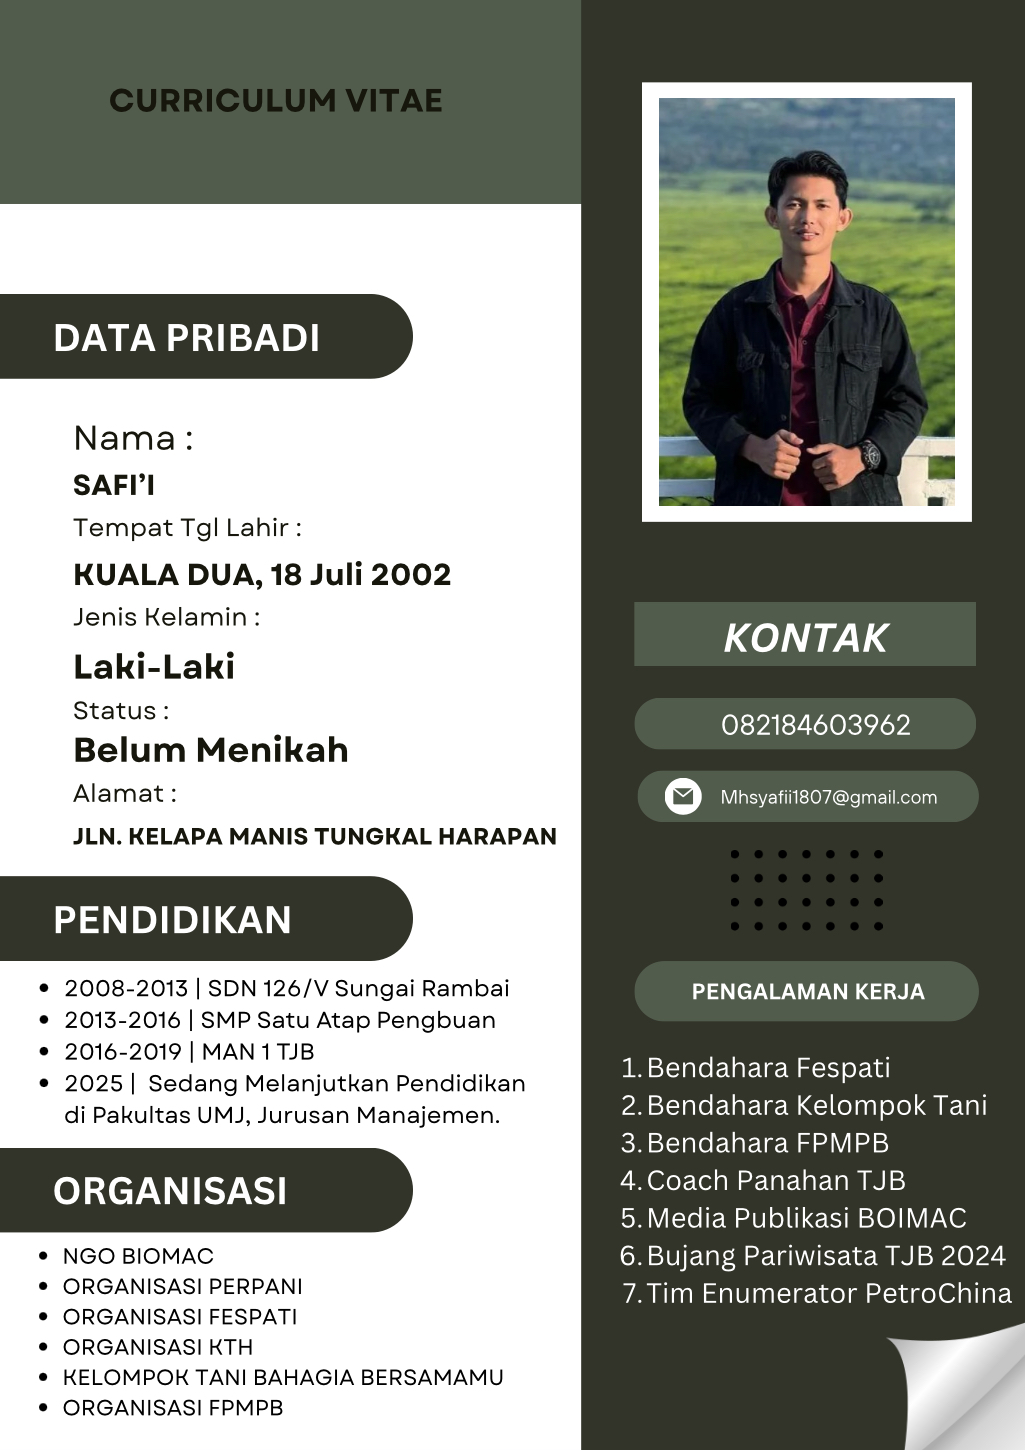 CURRICULUM VITAE
DATA PRIBADI
Nama :
SAFI’I
Tempat Tgl Lahir :
KUALA DUA, 18 Juli 2002
Jenis Kelamin :
Laki-Laki
Status :
Belum Menikah
Alamat :
JLN. KELAPA MANIS TUNGKAL HARAPAN
PENDIDIKAN
• 2008-2013 | SDN 126/V Sungai Rambai
• 2013-2016 | SMP Satu Atap Pengbuan
• 2016-2019 | MAN 1 TJB
• 2025 | Sedang Melanjutkan Pendidikan
di Pakultas UMJ, Jurusan Manajemen.
ORGANISASI
• NGO BIOMAC
• ORGANISASI PERPANI
• ORGANISASI FESPATI
• ORGANISASI KTH
• KELOMPOK TANI BAHAGIA BERSAMAMU
• ORGANISASI FPMPB
KONTAK
082184603962
Mhsyafii1807@gmail.com
PENGALAMAN KERJA
1. Bendahara Fespati
2. Bendahara Kelompok Tani
3. Bendahara FPMPB
4. Coach Panahan TJB
5. Media Publikasi BOIMAC
6. Bujang Pariwisata TJB 2024
7. Tim Enumerator PetroChina